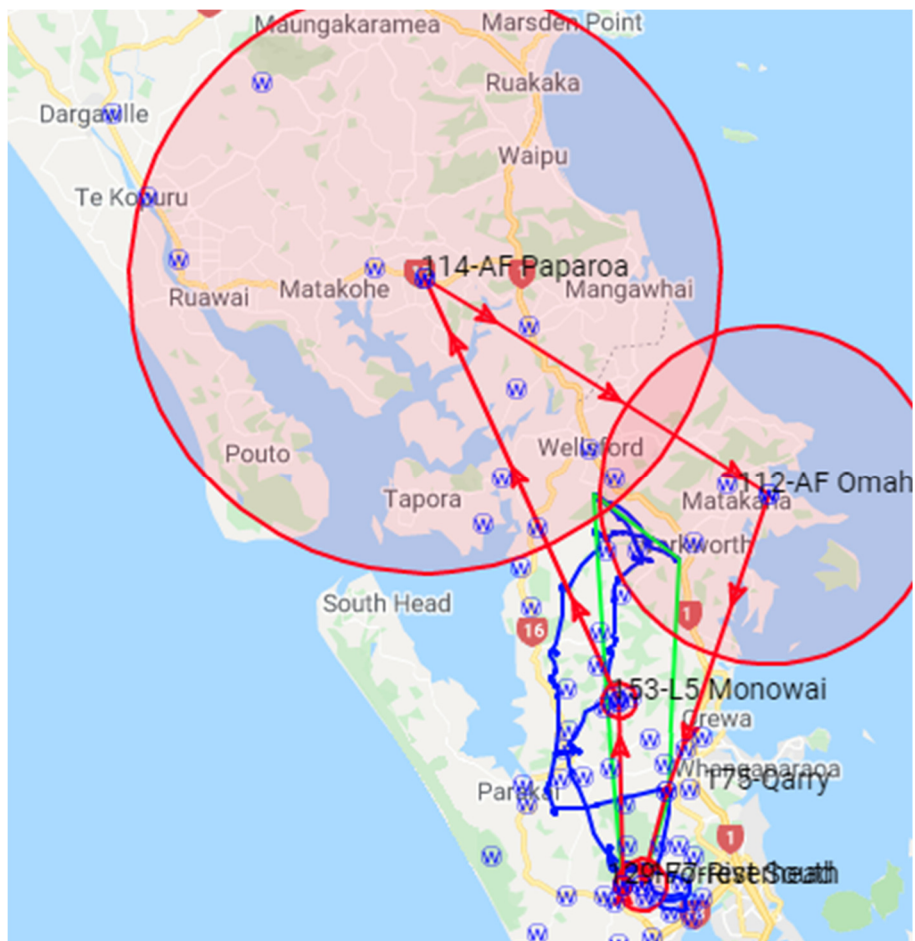 Maungakaramea
Marsden Point
Ruakaka
Dargaville
Waipu
Te Kopuru
114-AF Paparoa
1
Ruawai
Matakohe
Mangawhai
Wellsford
Pouto
Tapora
112-AF Omah
Matakana
Warkworth
South Head
1
16
153-L5 Monowai
Orewa
Whangaparaoa
175-Qarry
Parakai
1